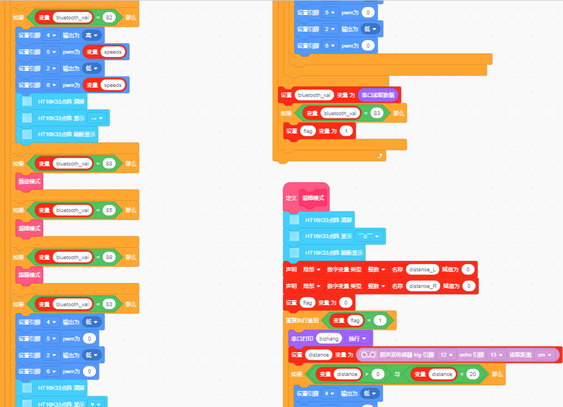 如果 变量 bluetooth_val = 82 那么
设置引脚 4 输出为 高
设置引脚 5 pwm为 变量 speeds
设置引脚 2 输出为 低
设置引脚 6 pwm为 变量 speeds
HT16K33点阵 清屏
HT16K33点阵 显示 →
HT16K33点阵 刷新显示
如果 变量 bluetooth_val = 88 那么
如果 变量 bluetooth_val = 85 那么
避障模式
如果 变量 bluetooth_val = 89 那么
跟随模式
如果 变量 bluetooth_val = 83 那么
设置引脚 4 输出为 低
设置引脚 5 pwm为 0
设置引脚 2 输出为 低
设置引脚 6 pwm为 0
HT16K33点阵 清屏
HT16K33点阵 显示
设置引脚 5 pwm为 0
设置引脚 2 输出为 低
设置引脚 6 pwm为 0
设置 bluetooth_val 变量 为 串口读取数据
如果 变量 bluetooth_val = 83 那么
设置 flag 变量 为 1
定义 避障模式
HT16K33点阵 清屏
HT16K33点阵 显示
HT16K33点阵 刷新显示
声明 局部 数字变量 类型 整数 名称 distance_L 赋值为 0
声明 局部 数字变量 类型 整数 名称 distance_R 赋值为 0
设置 flag 变量 为 0
重复执行直到 变量 flag = 1
串口打印 bizhang 换行
设置 distance 变量 为 超声波传感器 trig 引脚 12 echo 引脚 13 读取距离 cm
如果 变量 distance > 0 与 变量 distance < 20 那么
设置引脚 4 输出为 低